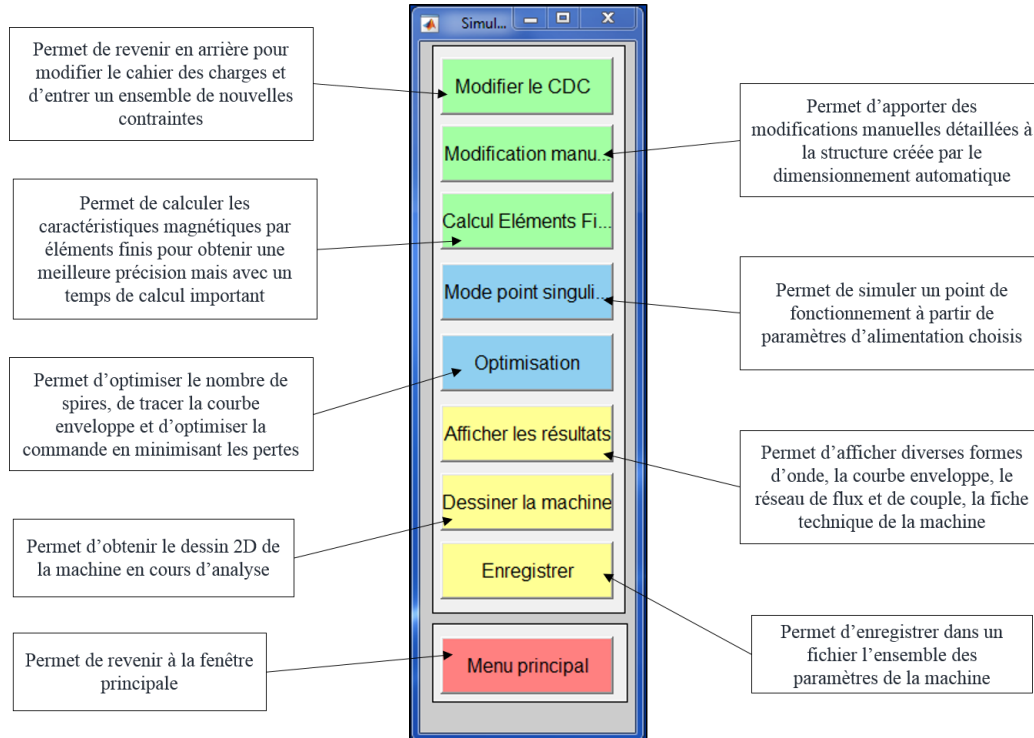 Simul...
Permet de revenir en arrière pour
modifier le cahier des charges et
d'entrer un ensemble de nouvelles
contraintes
Modifier le CDC
Permet d'apporter des
modifications manuelles détaillées à
la structure créée par le
dimensionnement automatique
Modification manu...
Permet de calculer les
caractéristiques magnétiques par
éléments finis pour obtenir une
meilleure précision mais avec un
temps de calcul important
Calcul Eléments Fi...
Mode point singuli...
Permet de simuler un point de
fonctionnement à partir de
paramètres d'alimentation choisis
Permet d'optimiser le nombre de
spires, de tracer la courbe
enveloppe et d'optimiser la
commande en minimisant les pertes
Optimisation
Afficher les résultats
Permet d'afficher diverses formes
d'onde, la courbe enveloppe, le
réseau de flux et de couple, la fiche
technique de la machine
Dessiner la machine
Permet d'obtenir le dessin 2D de
la machine en cours d'analyse
Enregistrer
Permet d'enregistrer dans un
fichier l'ensemble des
paramètres de la machine
Permet de revenir à la fenêtre
principale
Menu principal